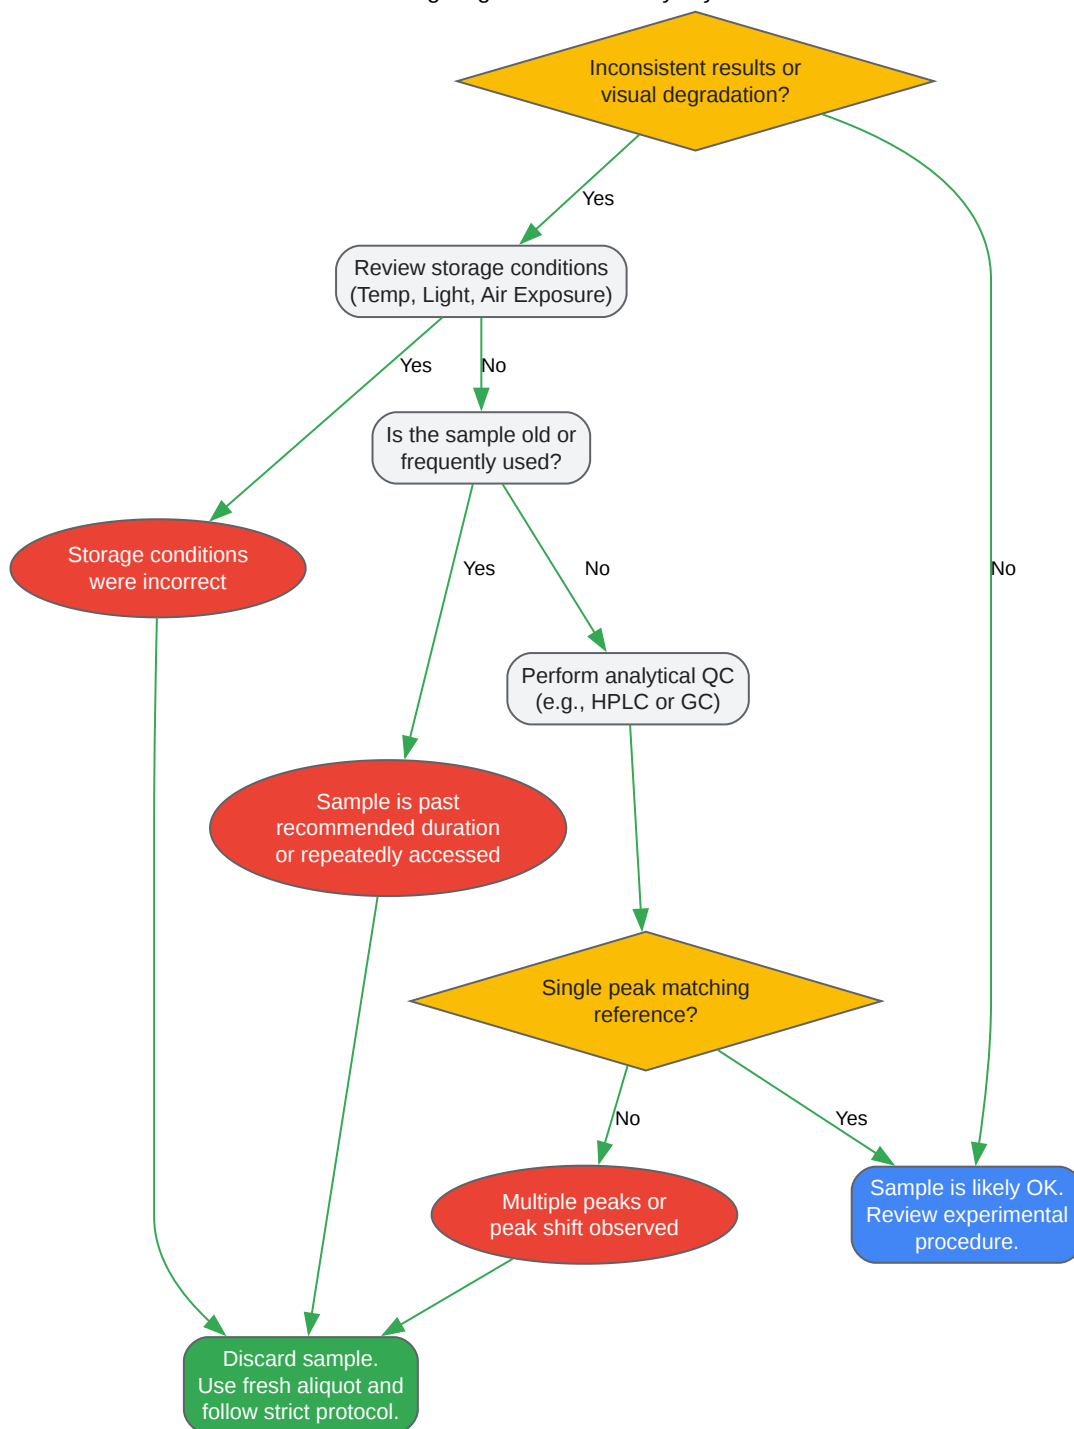 Inconsistent results or
visual degradation?
Yes
Review storage conditions
(Temp, Light, Air Exposure)
Yes
No
Is the sample old or
frequently used?
Storage conditions
were incorrect
Yes
No
No
Perform analytical QC
(e.g., HPLC or GC)
Sample is past
recommended duration
or repeatedly accessed
Single peak matching
reference?
No
Yes
Multiple peaks or
peak shift observed
Sample is likely OK.
Review experimental
procedure.
Discard sample.
Use fresh aliquot and
follow strict protocol.